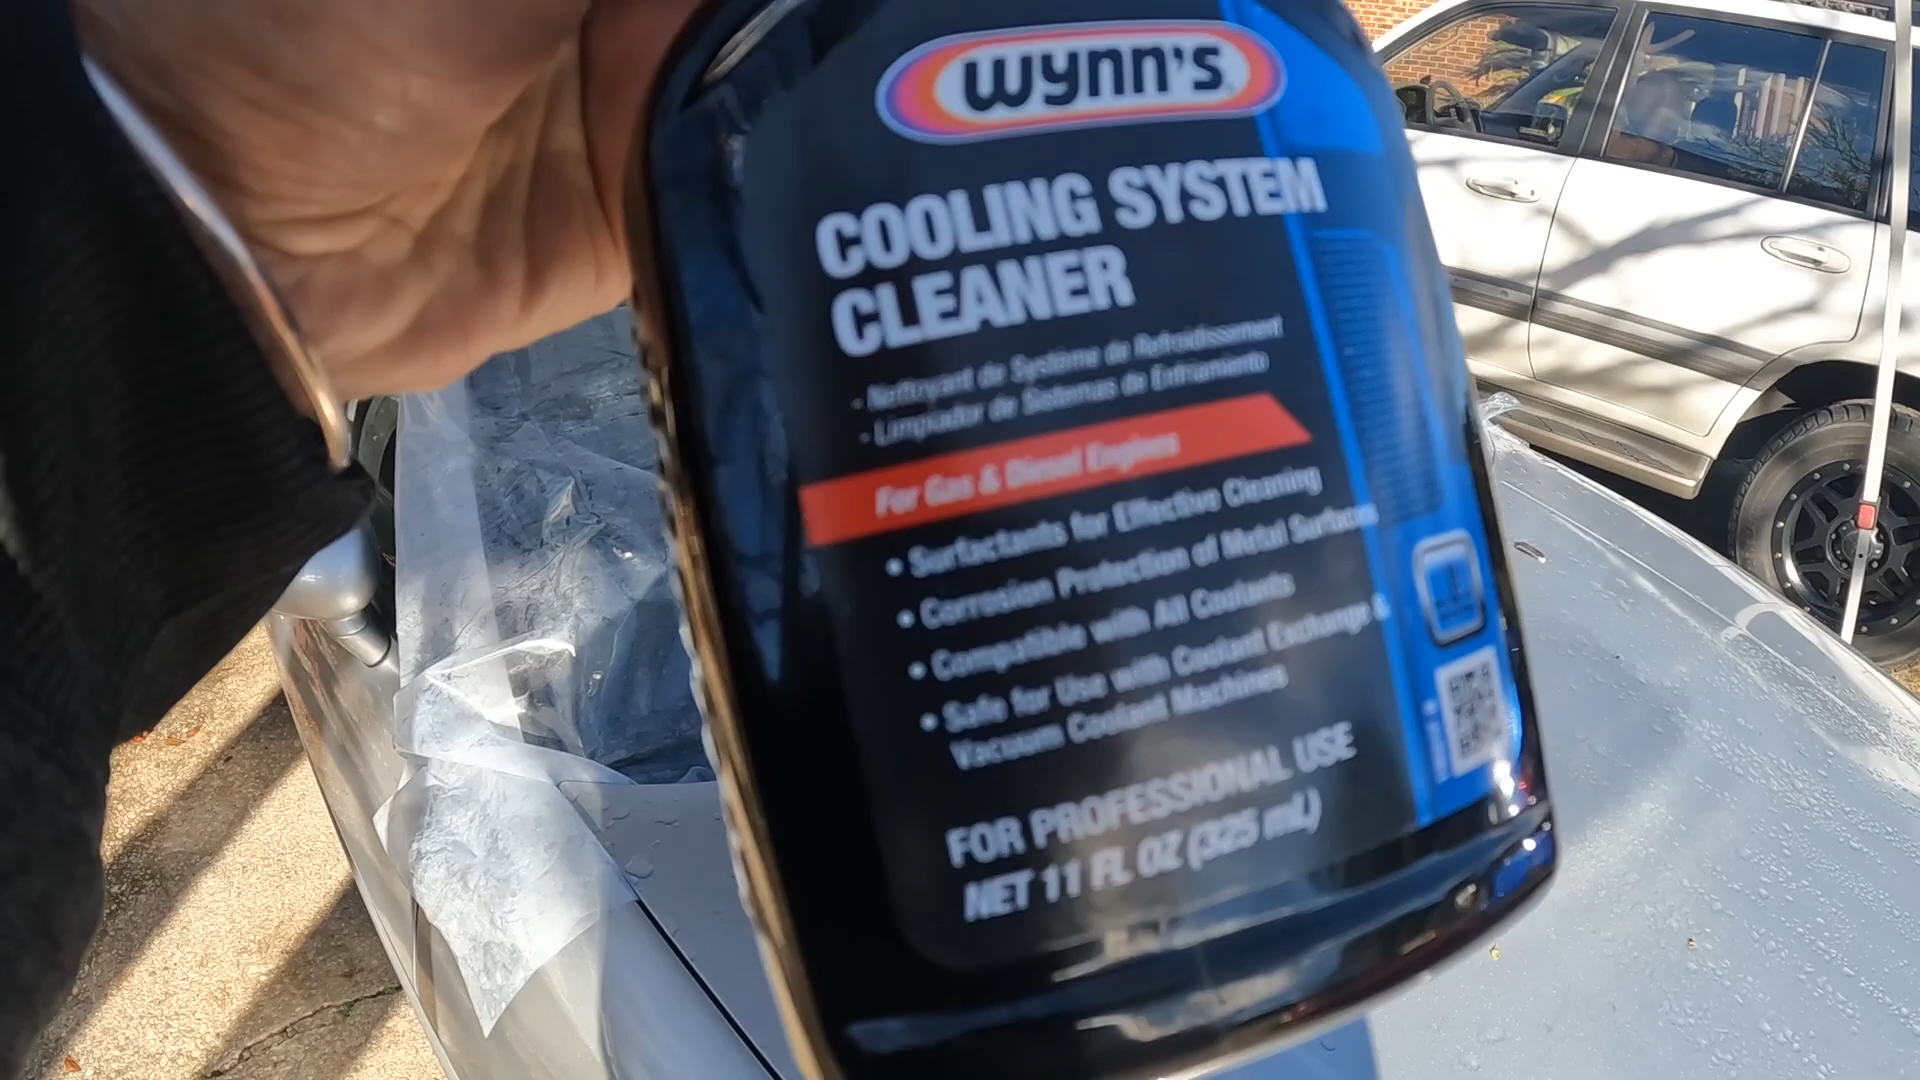 Wynn's
COOLING SYSTEM
CLEANER
- Nettoyant de Système de Refroidissement
- Limpiador de Sistemas de Enfriamiento
For Gas & Diesel Engines
• Surfactants for Effective Cleaning
• Corrosion Protection of Metal Surfaces
• Compatible with All Coolants
• Safe for Use with Coolant Exchange &
Vacuum Coolant Machines
FOR PROFESSIONAL USE
NET 11 FL OZ (325 mL)